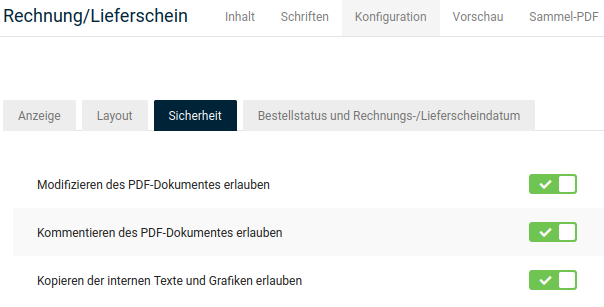 Rechnung/Lieferschein Inhalt Schriften Konfiguration Vorschau Sammel-PDF
Anzeige Layout Sicherheit Bestellstatus und Rechnungs-/Lieferscheindatum
Modifizieren des PDF-Dokumentes erlauben
Kommentieren des PDF-Dokumentes erlauben
Kopieren der internen Texte und Grafiken erlauben